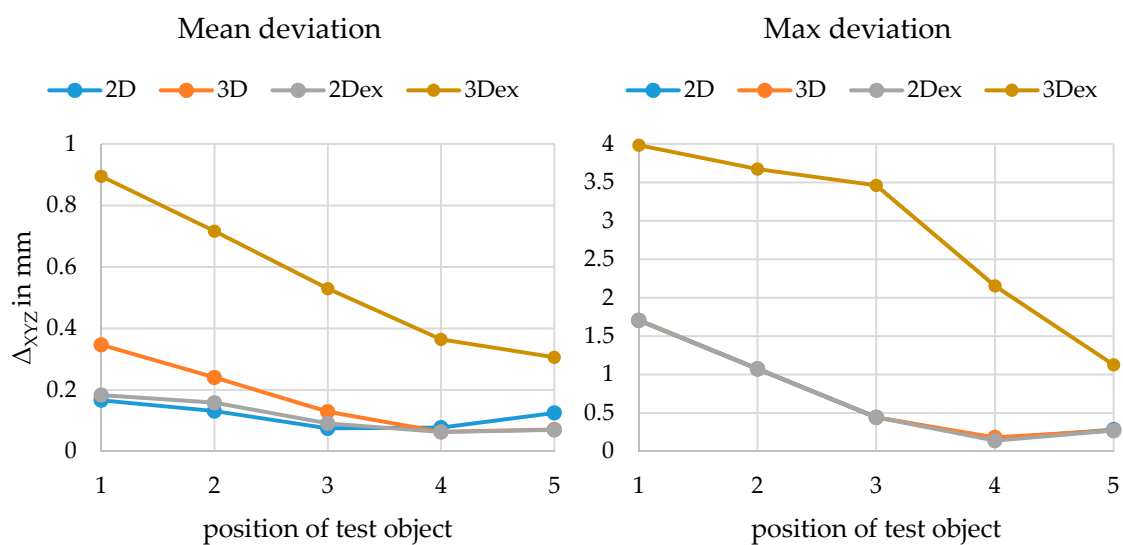 Mean deviation
2D 3D 2Dex 3Dex
1
0.8
0.6
0.4
0.2
0
Δ_XYZ in mm
1 2 3 4 5
position of test object
Max deviation
2D 3D 2Dex 3Dex
4
3.5
3
2.5
2
1.5
1
0.5
0
1 2 3 4 5
position of test object